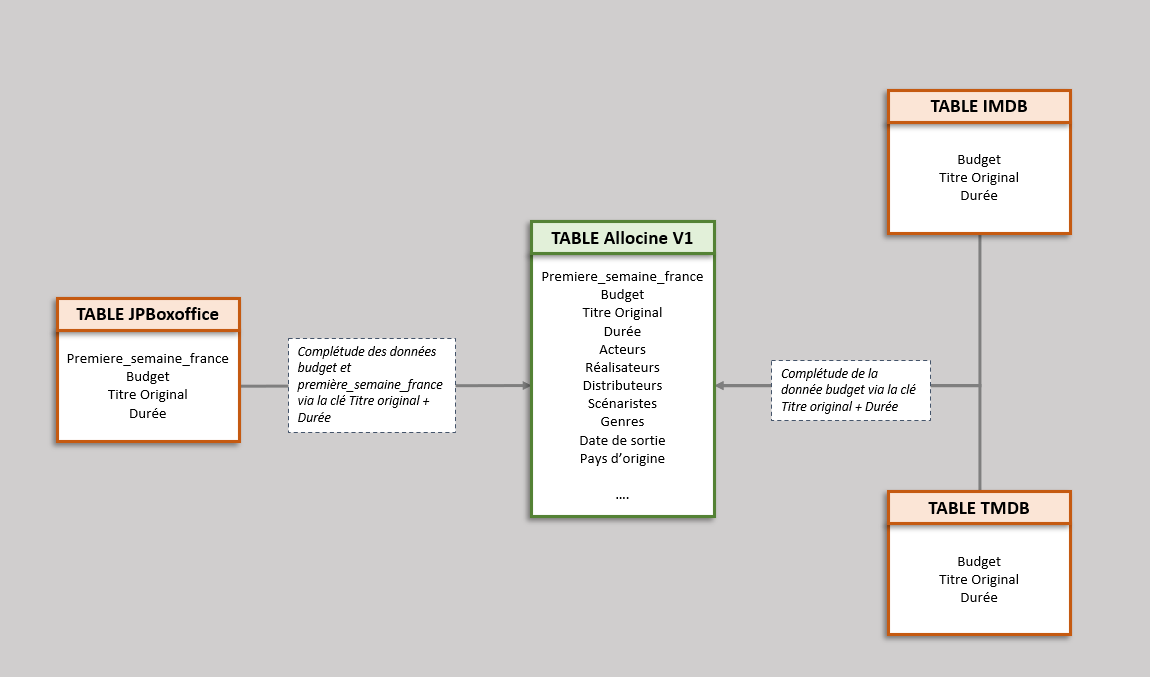 TABLE JPBoxoffice
Premiere_semaine_france
Budget
Titre Original
Durée
Complétude des données
budget et
première_semaine_france
via la clé Titre original +
Durée
TABLE Allocine V1
Premiere_semaine_france
Budget
Titre Original
Durée
Acteurs
Réalisateurs
Distributeurs
Scénaristes
Genres
Date de sortie
Pays d’origine
….
Complétude de la
donnée budget via la clé
Titre original + Durée
TABLE IMDB
Budget
Titre Original
Durée
TABLE TMDB
Budget
Titre Original
Durée